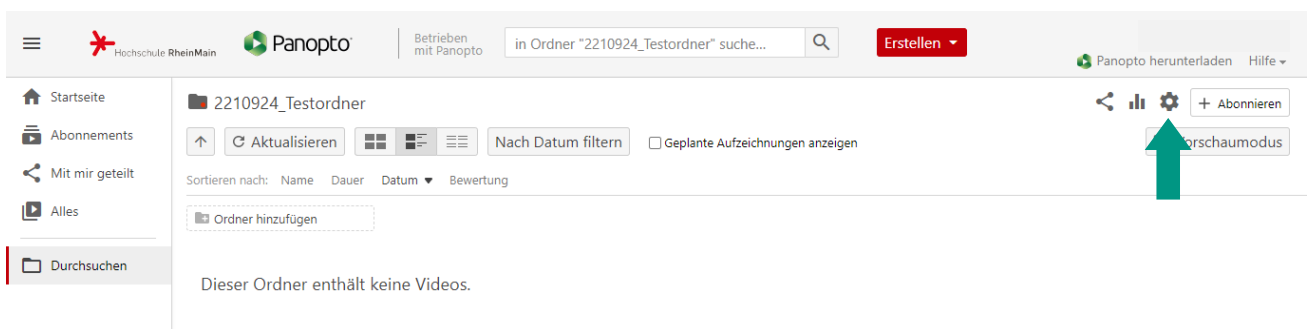 Hochschule RheinMain
Panopto
Betrieben
mit Panopto
in Ordner "2210924_Testordner" suche...
Erstellen
Panopto herunterladen Hilfe
Startseite
Abonnements
Mit mir geteilt
Alles
Durchsuchen
2210924_Testordner
+ Abonnieren
Aktualisieren
Nach Datum filtern
Geplante Aufzeichnungen anzeigen
Sortieren nach: Name Dauer Datum Bewertung
Ordner hinzufügen
Dieser Ordner enthält keine Videos.